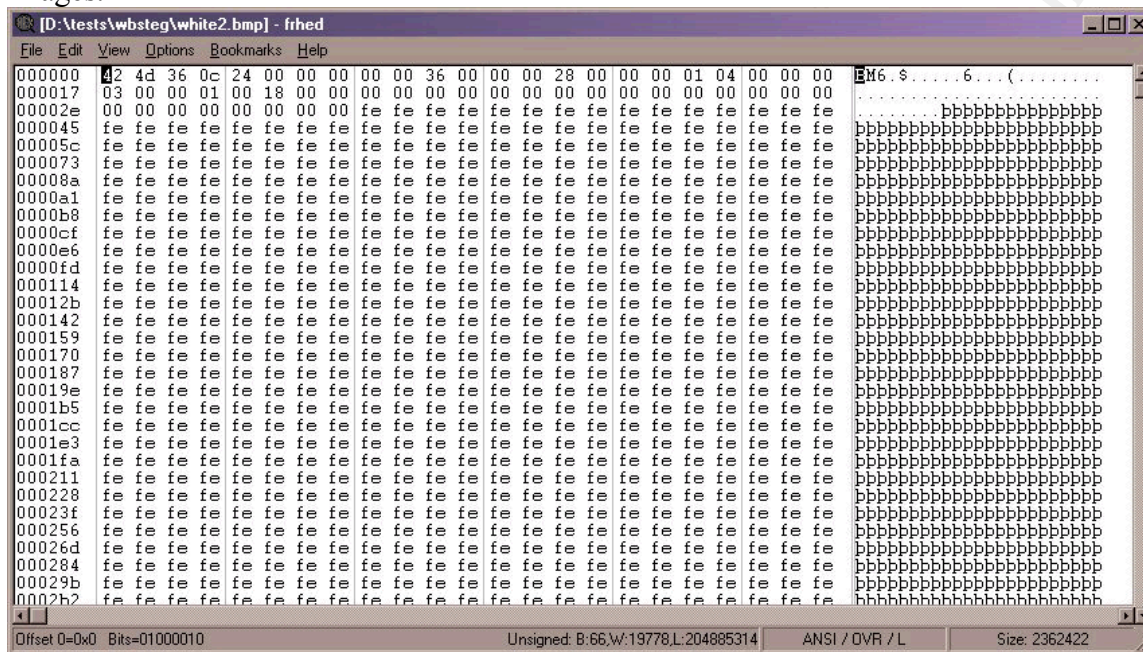 [D:\tests\wbsteg\white2.bmp] - frhed
File Edit View Options Bookmarks Help
000000 42 4d 36 0c 24 00 00 00 00 00 36 00 00 00 28 00 00 00 01 04 00 00 00 BM6.$.....6...(........
000017 03 00 00 01 00 18 00 00 00 00 00 00 00 00 00 00 00 00 00 00 00 00 00 .......................
00002e 00 00 00 00 00 00 00 00 fe fe fe fe fe fe fe fe fe fe fe fe fe fe fe ........þþþþþþþþþþþþþþþ
000045 fe fe fe fe fe fe fe fe fe fe fe fe fe fe fe fe fe fe fe fe fe fe fe þþþþþþþþþþþþþþþþþþþþþþþ
00005c fe fe fe fe fe fe fe fe fe fe fe fe fe fe fe fe fe fe fe fe fe fe fe þþþþþþþþþþþþþþþþþþþþþþþ
000073 fe fe fe fe fe fe fe fe fe fe fe fe fe fe fe fe fe fe fe fe fe fe fe þþþþþþþþþþþþþþþþþþþþþþþ
00008a fe fe fe fe fe fe fe fe fe fe fe fe fe fe fe fe fe fe fe fe fe fe fe þþþþþþþþþþþþþþþþþþþþþþþ
0000a1 fe fe fe fe fe fe fe fe fe fe fe fe fe fe fe fe fe fe fe fe fe fe fe þþþþþþþþþþþþþþþþþþþþþþþ
0000b8 fe fe fe fe fe fe fe fe fe fe fe fe fe fe fe fe fe fe fe fe fe fe fe þþþþþþþþþþþþþþþþþþþþþþþ
0000cf fe fe fe fe fe fe fe fe fe fe fe fe fe fe fe fe fe fe fe fe fe fe fe þþþþþþþþþþþþþþþþþþþþþþþ
0000e6 fe fe fe fe fe fe fe fe fe fe fe fe fe fe fe fe fe fe fe fe fe fe fe þþþþþþþþþþþþþþþþþþþþþþþ
0000fd fe fe fe fe fe fe fe fe fe fe fe fe fe fe fe fe fe fe fe fe fe fe fe þþþþþþþþþþþþþþþþþþþþþþþ
000114 fe fe fe fe fe fe fe fe fe fe fe fe fe fe fe fe fe fe fe fe fe fe fe þþþþþþþþþþþþþþþþþþþþþþþ
00012b fe fe fe fe fe fe fe fe fe fe fe fe fe fe fe fe fe fe fe fe fe fe fe þþþþþþþþþþþþþþþþþþþþþþþ
000142 fe fe fe fe fe fe fe fe fe fe fe fe fe fe fe fe fe fe fe fe fe fe fe þþþþþþþþþþþþþþþþþþþþþþþ
000159 fe fe fe fe fe fe fe fe fe fe fe fe fe fe fe fe fe fe fe fe fe fe fe þþþþþþþþþþþþþþþþþþþþþþþ
000170 fe fe fe fe fe fe fe fe fe fe fe fe fe fe fe fe fe fe fe fe fe fe fe þþþþþþþþþþþþþþþþþþþþþþþ
000187 fe fe fe fe fe fe fe fe fe fe fe fe fe fe fe fe fe fe fe fe fe fe fe þþþþþþþþþþþþþþþþþþþþþþþ
00019e fe fe fe fe fe fe fe fe fe fe fe fe fe fe fe fe fe fe fe fe fe fe fe þþþþþþþþþþþþþþþþþþþþþþþ
0001b5 fe fe fe fe fe fe fe fe fe fe fe fe fe fe fe fe fe fe fe fe fe fe fe þþþþþþþþþþþþþþþþþþþþþþþ
0001cc fe fe fe fe fe fe fe fe fe fe fe fe fe fe fe fe fe fe fe fe fe fe fe þþþþþþþþþþþþþþþþþþþþþþþ
0001e3 fe fe fe fe fe fe fe fe fe fe fe fe fe fe fe fe fe fe fe fe fe fe fe þþþþþþþþþþþþþþþþþþþþþþþ
0001fa fe fe fe fe fe fe fe fe fe fe fe fe fe fe fe fe fe fe fe fe fe fe fe þþþþþþþþþþþþþþþþþþþþþþþ
000211 fe fe fe fe fe fe fe fe fe fe fe fe fe fe fe fe fe fe fe fe fe fe fe þþþþþþþþþþþþþþþþþþþþþþþ
000228 fe fe fe fe fe fe fe fe fe fe fe fe fe fe fe fe fe fe fe fe fe fe fe þþþþþþþþþþþþþþþþþþþþþþþ
00023f fe fe fe fe fe fe fe fe fe fe fe fe fe fe fe fe fe fe fe fe fe fe fe þþþþþþþþþþþþþþþþþþþþþþþ
000256 fe fe fe fe fe fe fe fe fe fe fe fe fe fe fe fe fe fe fe fe fe fe fe þþþþþþþþþþþþþþþþþþþþþþþ
00026d fe fe fe fe fe fe fe fe fe fe fe fe fe fe fe fe fe fe fe fe fe fe fe þþþþþþþþþþþþþþþþþþþþþþþ
000284 fe fe fe fe fe fe fe fe fe fe fe fe fe fe fe fe fe fe fe fe fe fe fe þþþþþþþþþþþþþþþþþþþþþþþ
00029b fe fe fe fe fe fe fe fe fe fe fe fe fe fe fe fe fe fe fe fe fe fe fe þþþþþþþþþþþþþþþþþþþþþþþ
0002b2 fe fe fe fe fe fe fe fe fe fe fe fe fe fe fe fe fe fe fe fe fe fe fe þþþþþþþþþþþþþþþþþþþþþþþ
Offset 0=0x0 Bits=01000010 Unsigned: B:66,W:19778,L:204885314 ANSI / OVR / L Size: 2362422